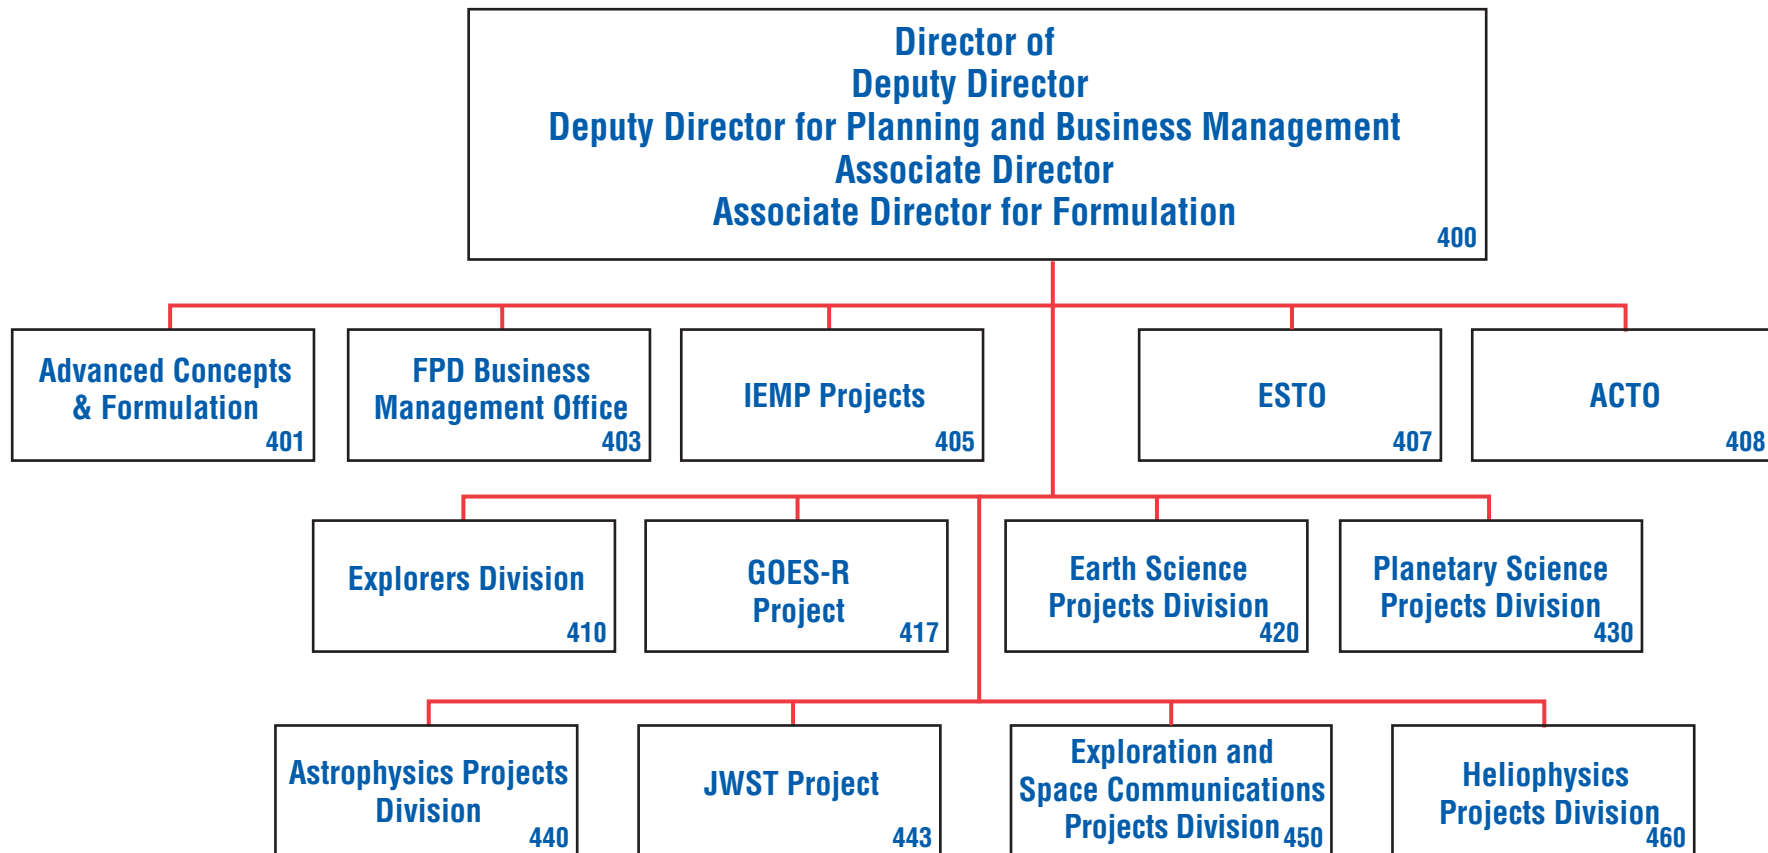 Director of
Deputy Director
Deputy Director for Planning and Business Management
Associate Director
Associate Director for Formulation
400
Advanced Concepts
& Formulation
401
FPD Business
Management Office
403
IEMP Projects
405
ESTO
407
ACTO
408
Explorers Division
410
GOES-R
Project
417
Earth Science
Projects Division
420
Planetary Science
Projects Division
430
Astrophysics Projects
Division
440
JWST Project
443
Exploration and
Space Communications
Projects Division
450
Heliophysics
Projects Division
460